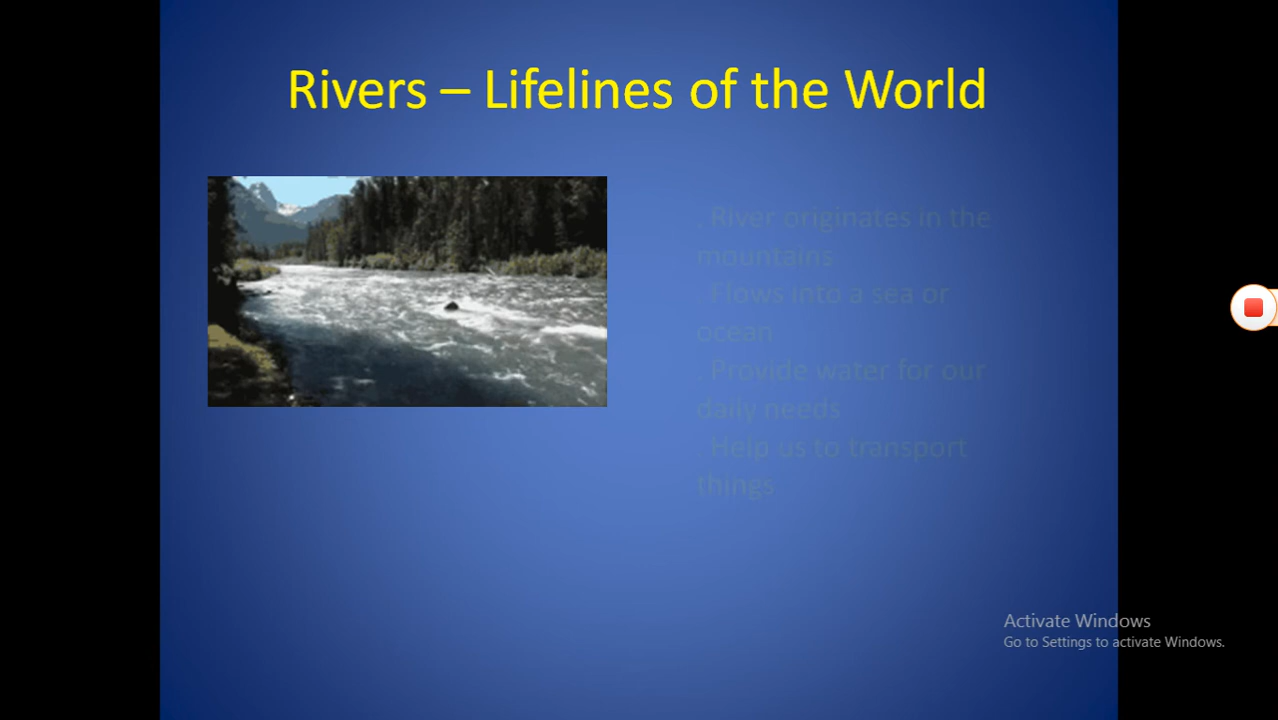 Rivers – Lifelines of the World
. River originates in the
mountains
. Flows into a sea or
ocean
. Provide water for our
daily needs
. Help us to transport
things
Activate Windows
Go to Settings to activate Windows.